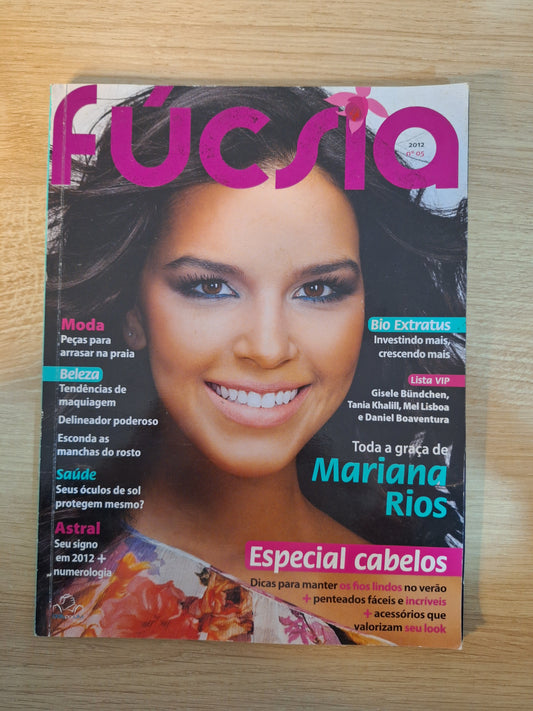 fúcsia
2012
nº 05
Moda
Peças para
arrasar na praia
Beleza
Tendências de
maquiagem
Delineador poderoso
Esconda as
manchas do rosto
Saúde
Seus óculos de sol
protegem mesmo?
Astral
Seu signo
em 2012 +
numerologia
Bio Extratus
Investindo mais,
crescendo mais
Lista VIP
Gisele Bündchen,
Tania Khalill, Mel Lisboa
e Daniel Boaventura
Toda a graça de
Mariana
Rios
Especial cabelos
Dicas para manter os fios lindos no verão
+ penteados fáceis e incríveis
+ acessórios que
valorizam seu look